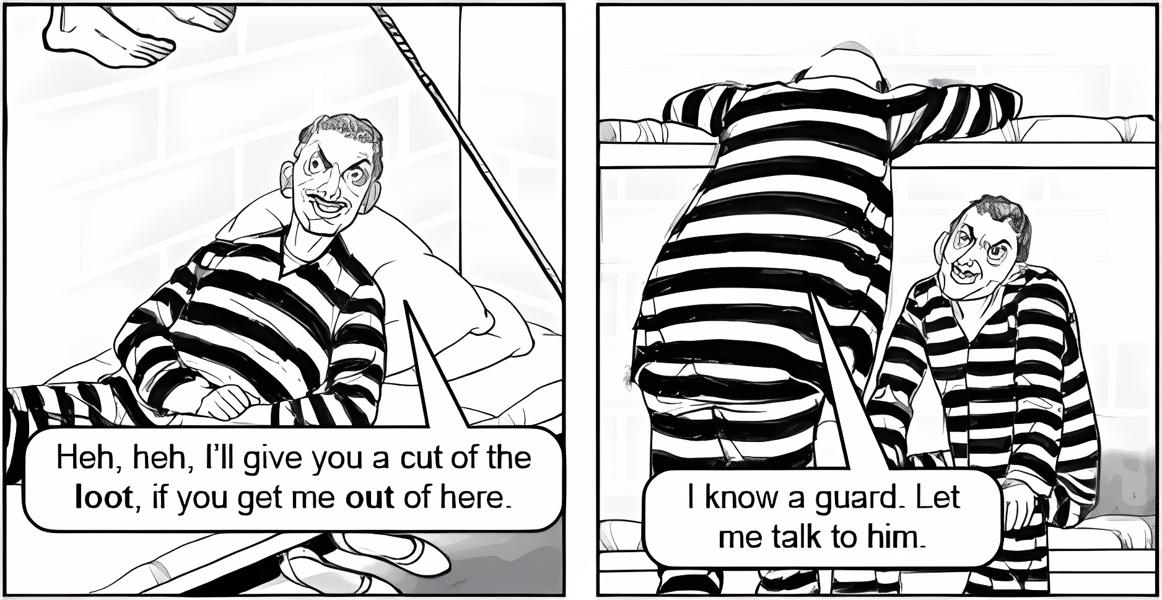 Heh, heh, I'll give you a cut of the
loot, if you get me out of here.
I know a guard. Let
me talk to him.